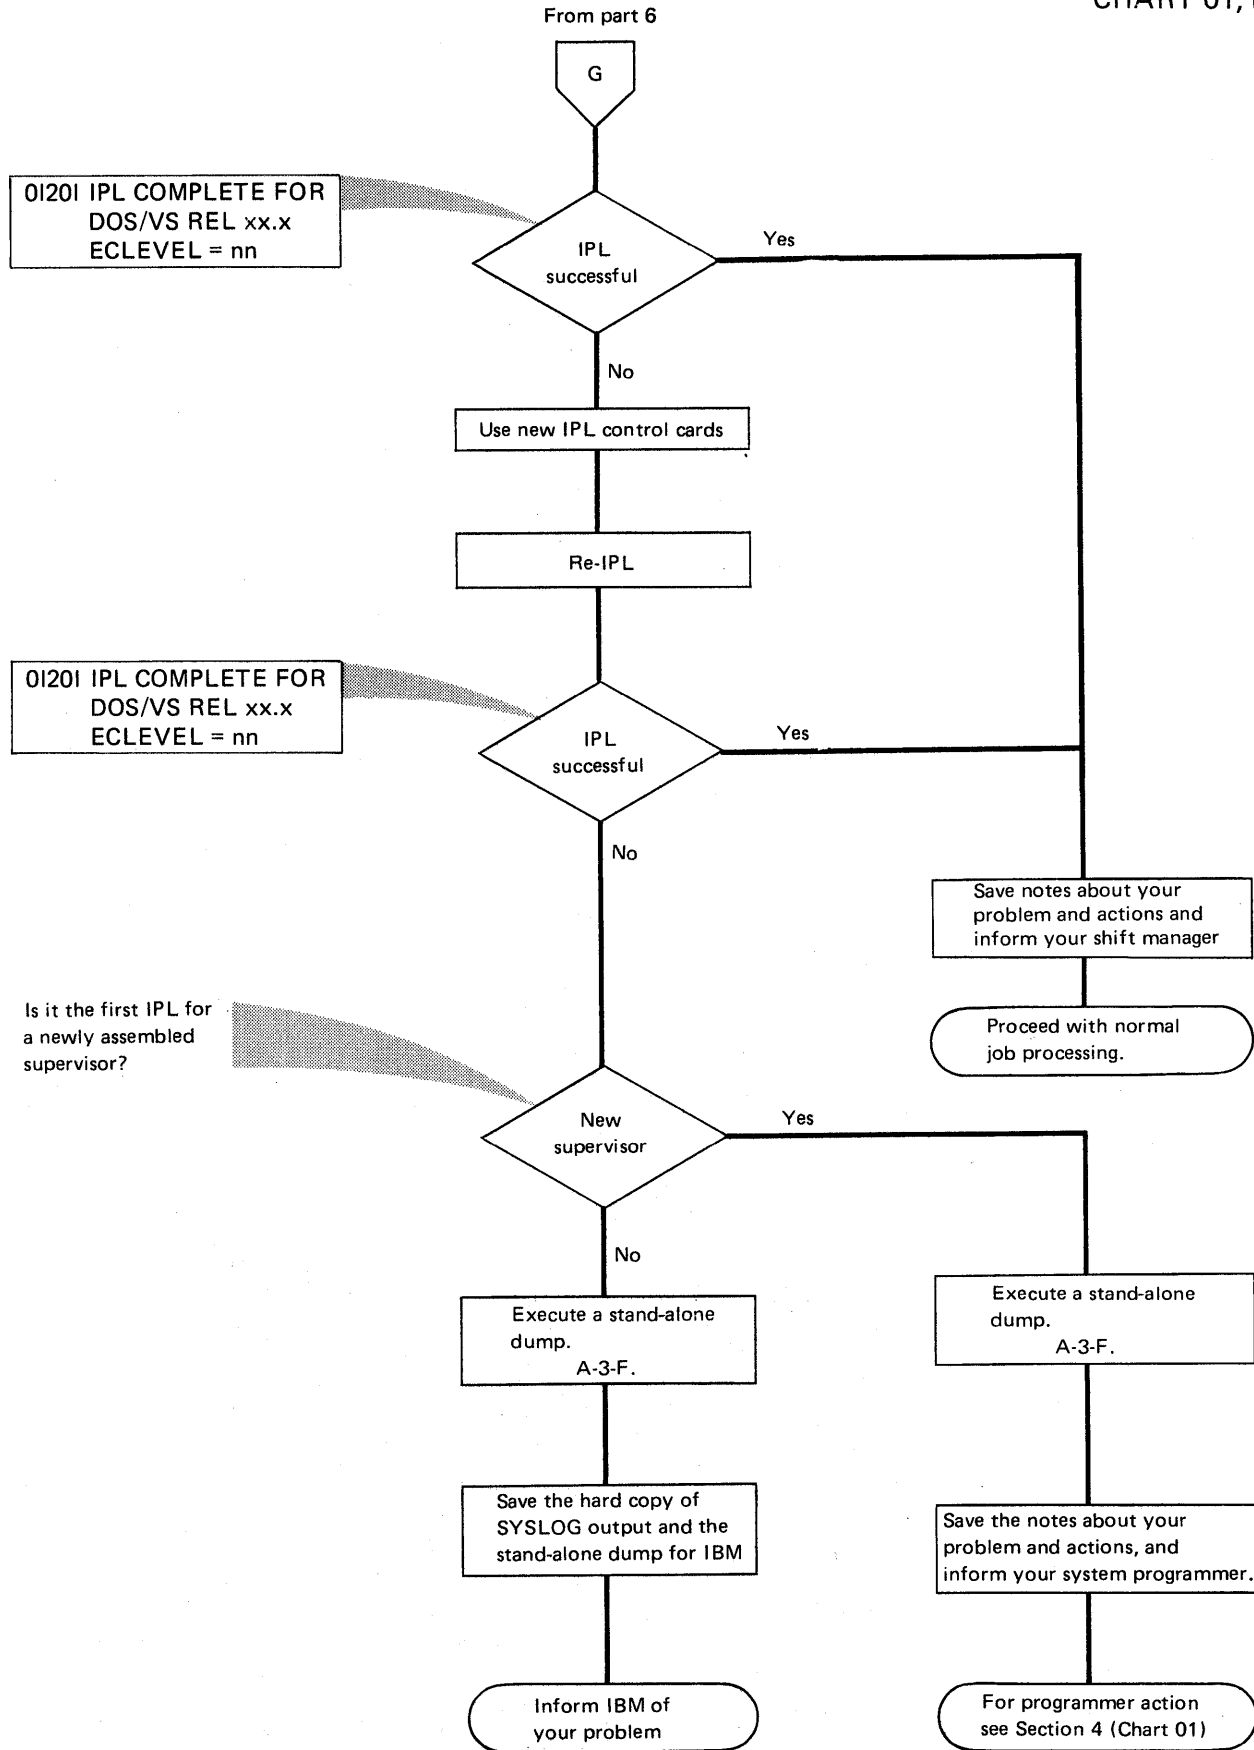 CHART 01,
From part 6
G
0I20I IPL COMPLETE FOR
DOS/VS REL xx.x
ECLEVEL = nn
IPL
successful
Yes
No
Use new IPL control cards
Re-IPL
0I20I IPL COMPLETE FOR
DOS/VS REL xx.x
ECLEVEL = nn
IPL
successful
Yes
No
Save notes about your
problem and actions and
inform your shift manager
Proceed with normal
job processing.
Is it the first IPL for
a newly assembled
supervisor?
New
supervisor
Yes
No
Execute a stand-alone
dump.
A-3-F.
Execute a stand-alone
dump.
A-3-F.
Save the hard copy of
SYSLOG output and the
stand-alone dump for IBM
Save the notes about your
problem and actions, and
inform your system programmer.
Inform IBM of
your problem
For programmer action
see Section 4 (Chart 01)